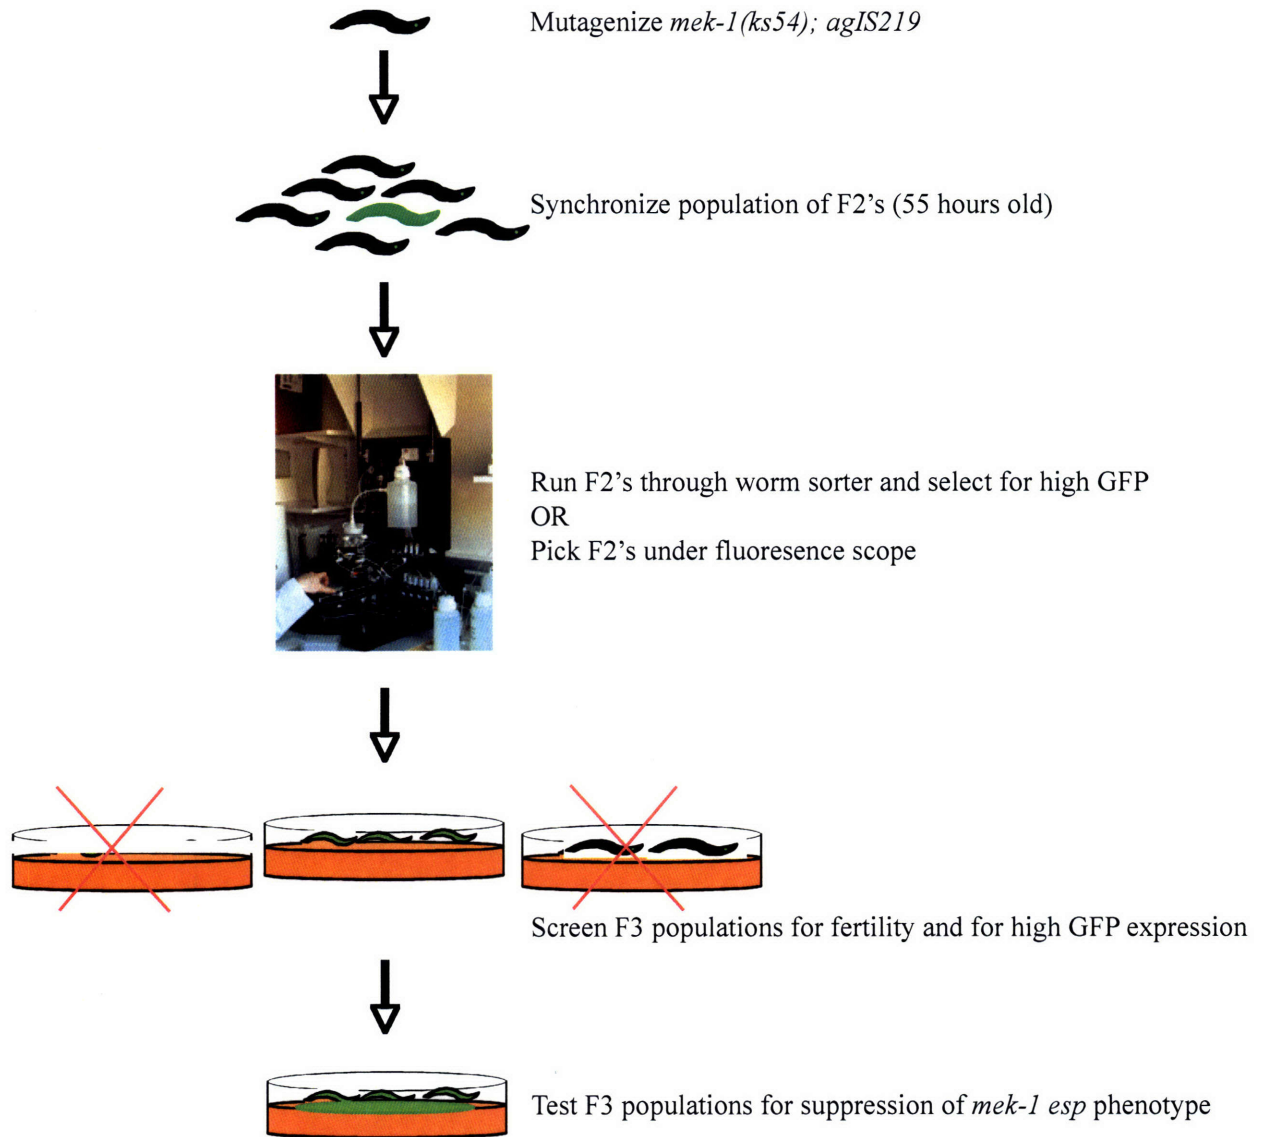 Mutagenize mek-1(ks54); agIS219
Synchronize population of F2's (55 hours old)
Run F2's through worm sorter and select for high GFP
OR
Pick F2's under fluoresence scope
Screen F3 populations for fertility and for high GFP expression
Test F3 populations for suppression of mek-1 esp phenotype